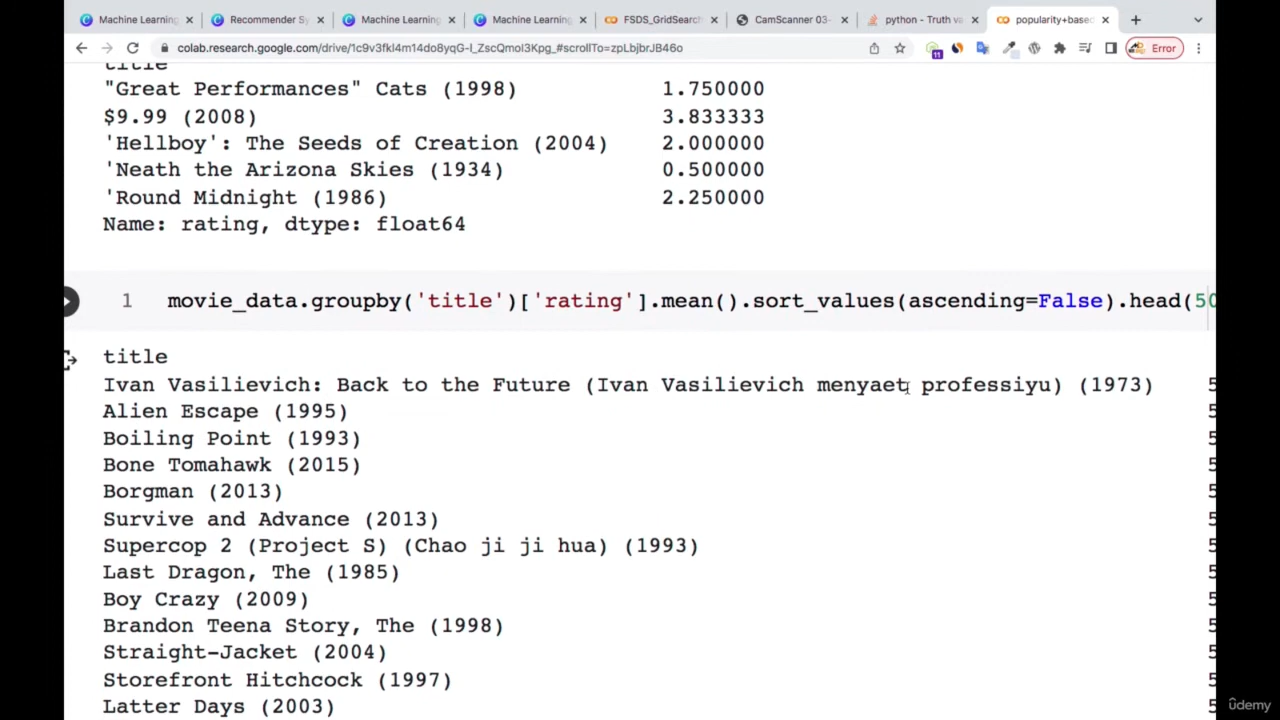 Machine Learning
Recommender Sy
Machine Learning
Machine Learning
FSDS_GridSearch
CamScanner 03-
python - Truth va
popularity+based
colab.research.google.com/drive/1c9v3fkl4m14do8yqG-l_ZscQmol3Kpg_#scrollTo=zpLbjbrJB46o
11
Error
title
"Great Performances" Cats (1998) 1.750000
$9.99 (2008) 3.833333
'Hellboy': The Seeds of Creation (2004) 2.000000
'Neath the Arizona Skies (1934) 0.500000
'Round Midnight (1986) 2.250000
Name: rating, dtype: float64
1 movie_data.groupby('title')['rating'].mean().sort_values(ascending=False).head(50
title
Ivan Vasilievich: Back to the Future (Ivan Vasilievich menyaet professiyu) (1973) 5
Alien Escape (1995) 5
Boiling Point (1993) 5
Bone Tomahawk (2015) 5
Borgman (2013) 5
Survive and Advance (2013) 5
Supercop 2 (Project S) (Chao ji ji hua) (1993) 5
Last Dragon, The (1985) 5
Boy Crazy (2009) 5
Brandon Teena Story, The (1998) 5
Straight-Jacket (2004) 5
Storefront Hitchcock (1997) 5
Latter Days (2003) 5
ûdemy